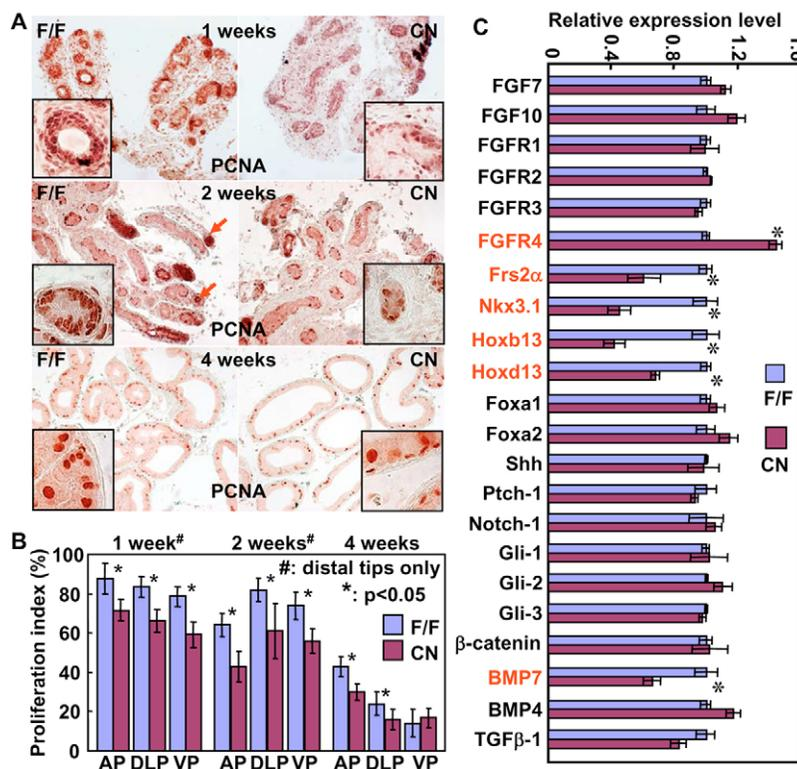 A
F/F
1 weeks
CN
PCNA
F/F
2 weeks
CN
PCNA
F/F
4 weeks
CN
PCNA
B
1 week#
2 weeks#
4 weeks
#: distal tips only
*: p<0.05
F/F
CN
Proliferation index (%)
100
80
60
40
20
0
* * * * * * * *
AP DLP VP
AP DLP VP
AP DLP VP
C
Relative expression level
0 .4 .8 1.2
FGF7
FGF10
FGFR1
FGFR2
FGFR3
FGFR4 *
Frs2α *
Nkx3.1 *
Hoxb13 *
Hoxd13 *
Foxa1
Foxa2
Shh
Ptch-1
Notch-1
Gli-1
Gli-2
Gli-3
β-catenin
BMP7 *
BMP4
TGFβ-1
F/F
CN